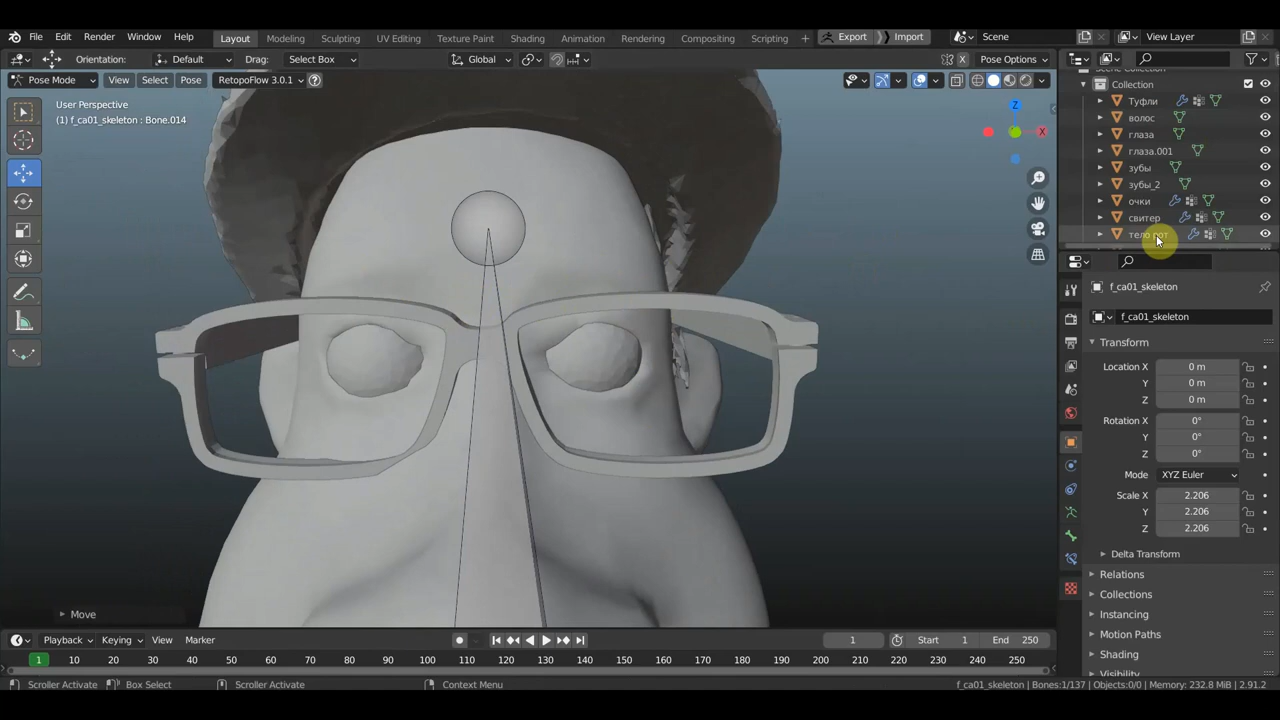 File Edit Render Window Help Layout Modeling Sculpting UV Editing Texture Paint Shading Animation Rendering Compositing Scripting + Export Import Scene View Layer
Orientation: Default Drag: Select Box Global X Pose Options
Pose Mode View Select Pose RetopoFlow 3.0.1
User Perspective
(1) f_ca01_skeleton : Bone.014
Z
X
Move
Collection
Туфли
волос
глаза
глаза.001
зубы
зубы_2
очки
свитер
f_ca01_skeleton
f_ca01_skeleton
Transform
Location X 0 m
Y 0 m
Z 0 m
Rotation X 0°
Y 0°
Z 0°
Mode XYZ Euler
Scale X 2.206
Y 2.206
Z 2.206
Delta Transform
Relations
Collections
Instancing
Motion Paths
Shading
Visibility
Playback Keying View Marker 1 Start 1 End 250
1 10 20 30 40 50 60 70 80 90 100 110 120 130 140 150 160 170 180 190 200 210 220 230 240 250
Scroller Activate Box Select Scroller Activate Context Menu f_ca01_skeleton | Bones:1/137 | Objects:0/0 | Memory: 232.8 MiB | 2.91.2